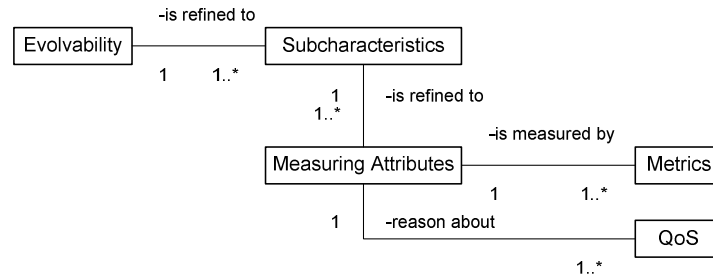 -is refined to
Evolvability
Subcharacteristics
1
1..*
1
-is refined to
1..*
-is measured by
Measuring Attributes
Metrics
1
1..*
1
-reason about
QoS
1..*